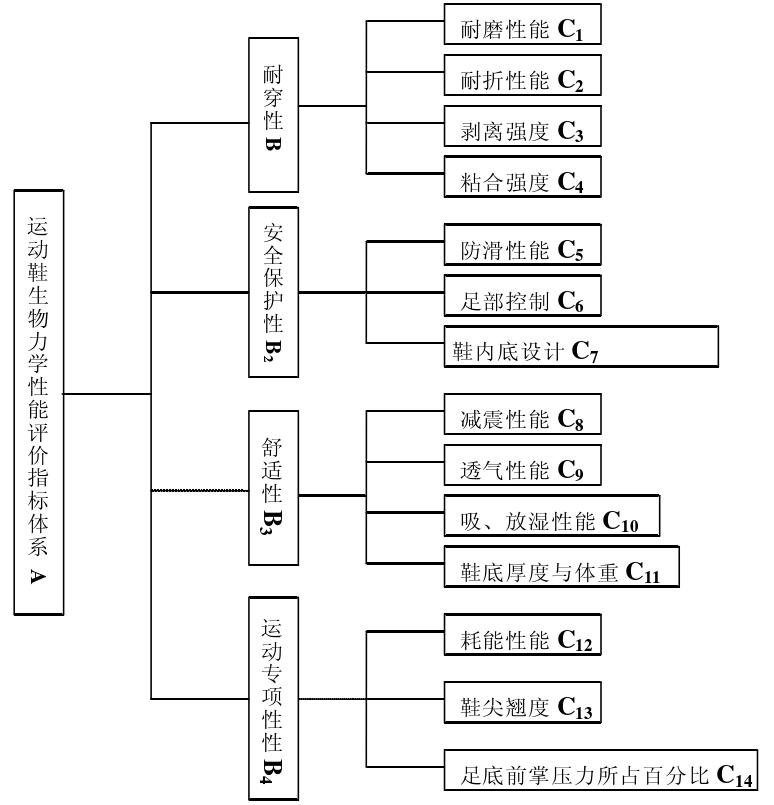 运动鞋生物力学性能评价指标体系 A
耐穿性 B
耐磨性能 C1
耐折性能 C2
剥离强度 C3
粘合强度 C4
安全保护性 B2
防滑性能 C5
足部控制 C6
鞋内底设计 C7
舒适性 B3
减震性能 C8
透气性能 C9
吸、放湿性能 C10
鞋底厚度与体重 C11
运动专项性性 B4
耗能性能 C12
鞋尖翘度 C13
足底前掌压力所占百分比 C14